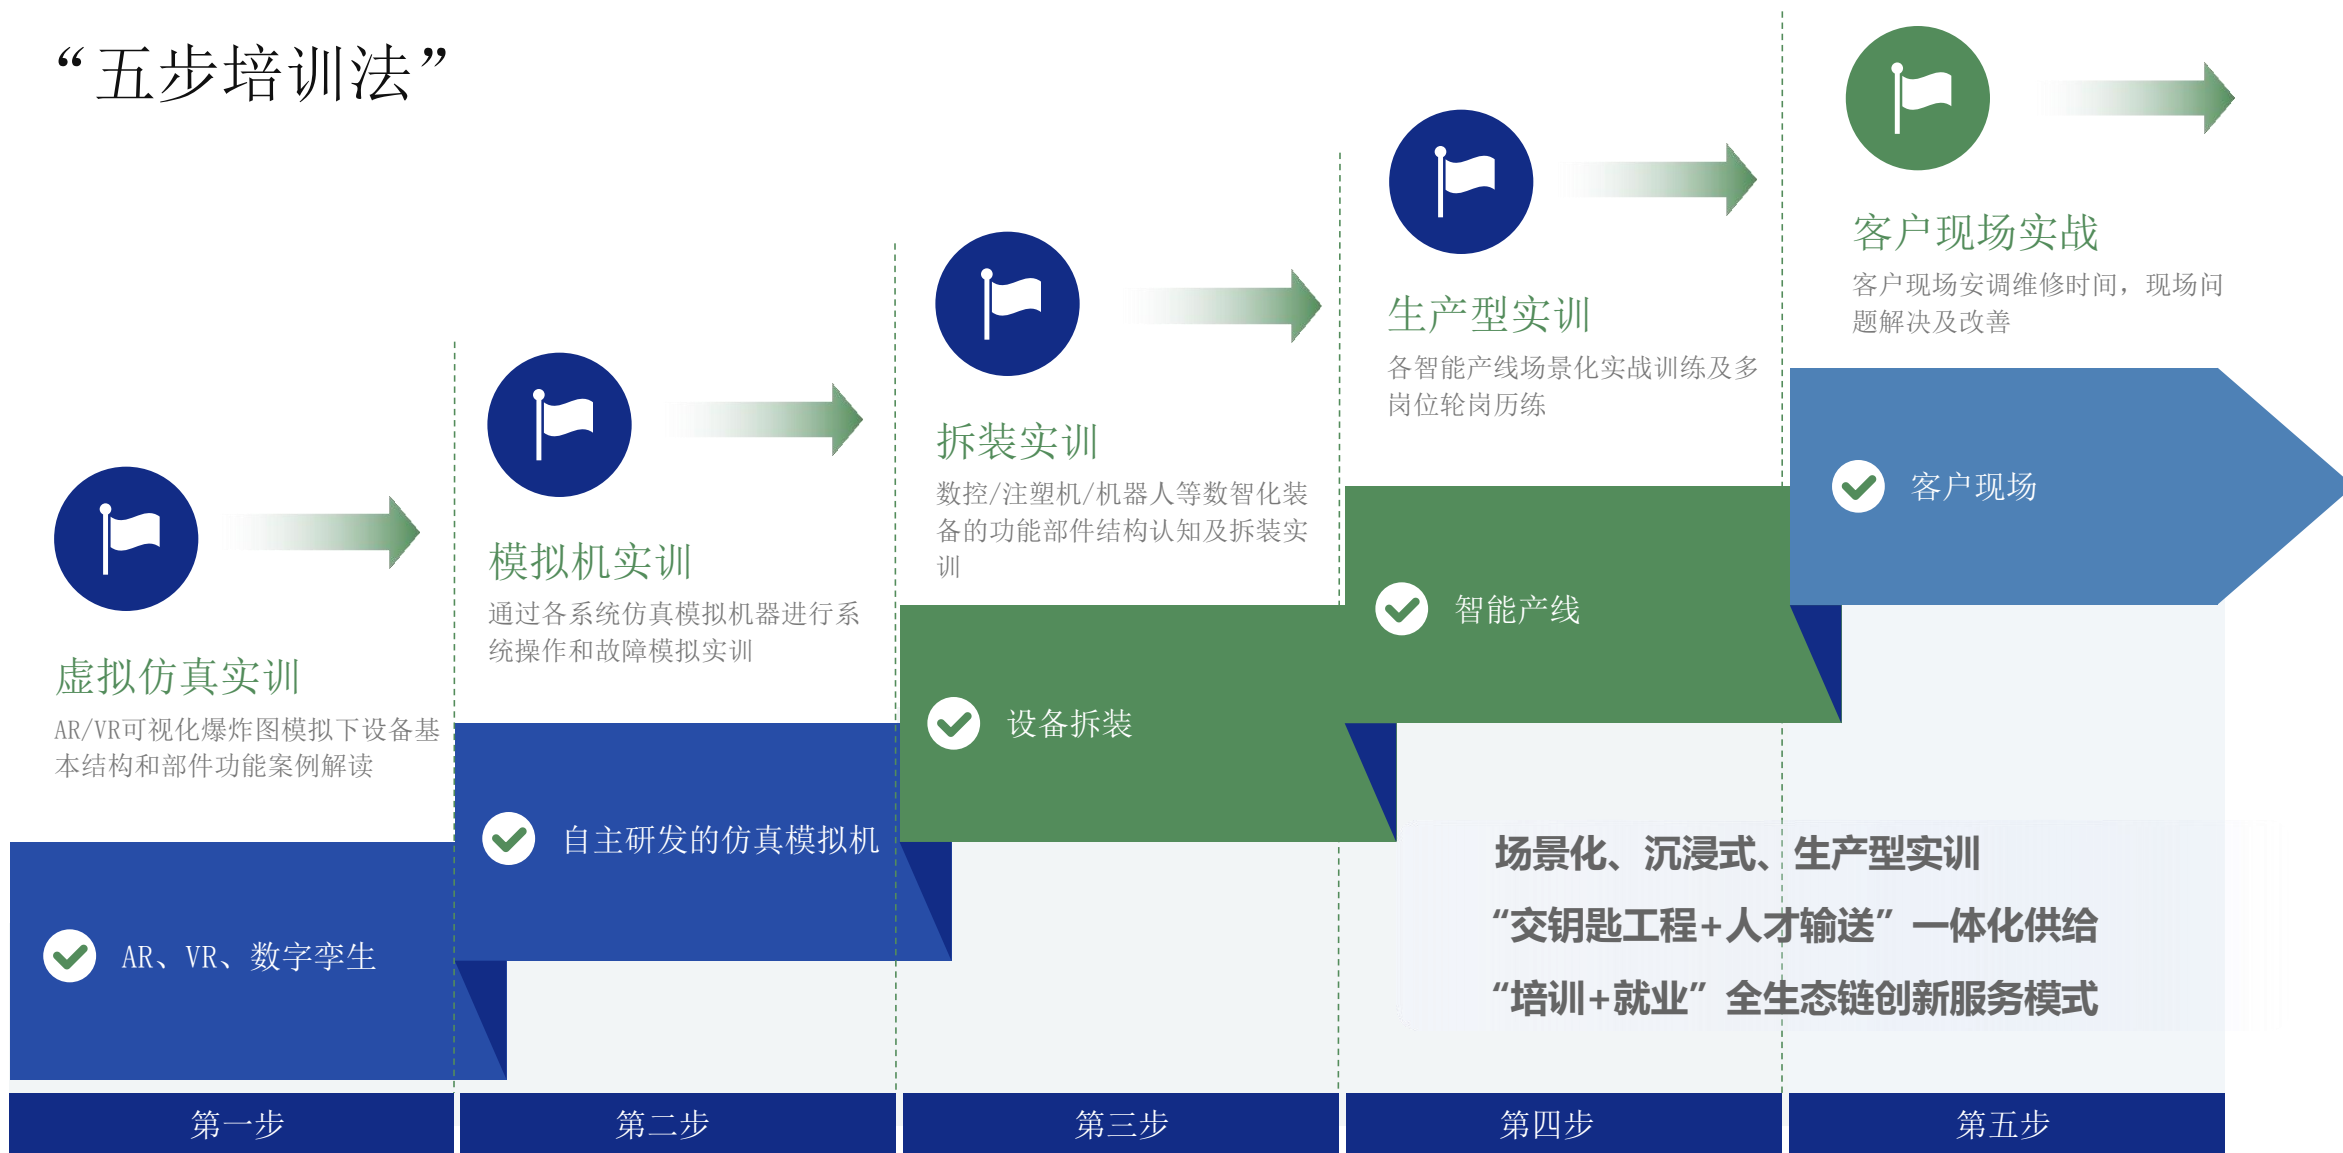 “五步培训法”
虚拟仿真实训
AR/VR可视化爆炸图模拟下设备基
本结构和部件功能案例解读
AR、VR、数字孪生
第一步
模拟机实训
通过各系统仿真模拟机器进行系
统操作和故障模拟实训
自主研发的仿真模拟机
第二步
拆装实训
数控/注塑机/机器人等数智化装
备的功能部件结构认知及拆装实
训
设备拆装
第三步
生产型实训
各智能产线场景化实战训练及多
岗位轮岗历练
智能产线
第四步
客户现场实战
客户现场安调维修时间，现场问
题解决及改善
客户现场
场景化、沉浸式、生产型实训
“交钥匙工程+人才输送”一体化供给
“培训+就业”全生态链创新服务模式
第五步